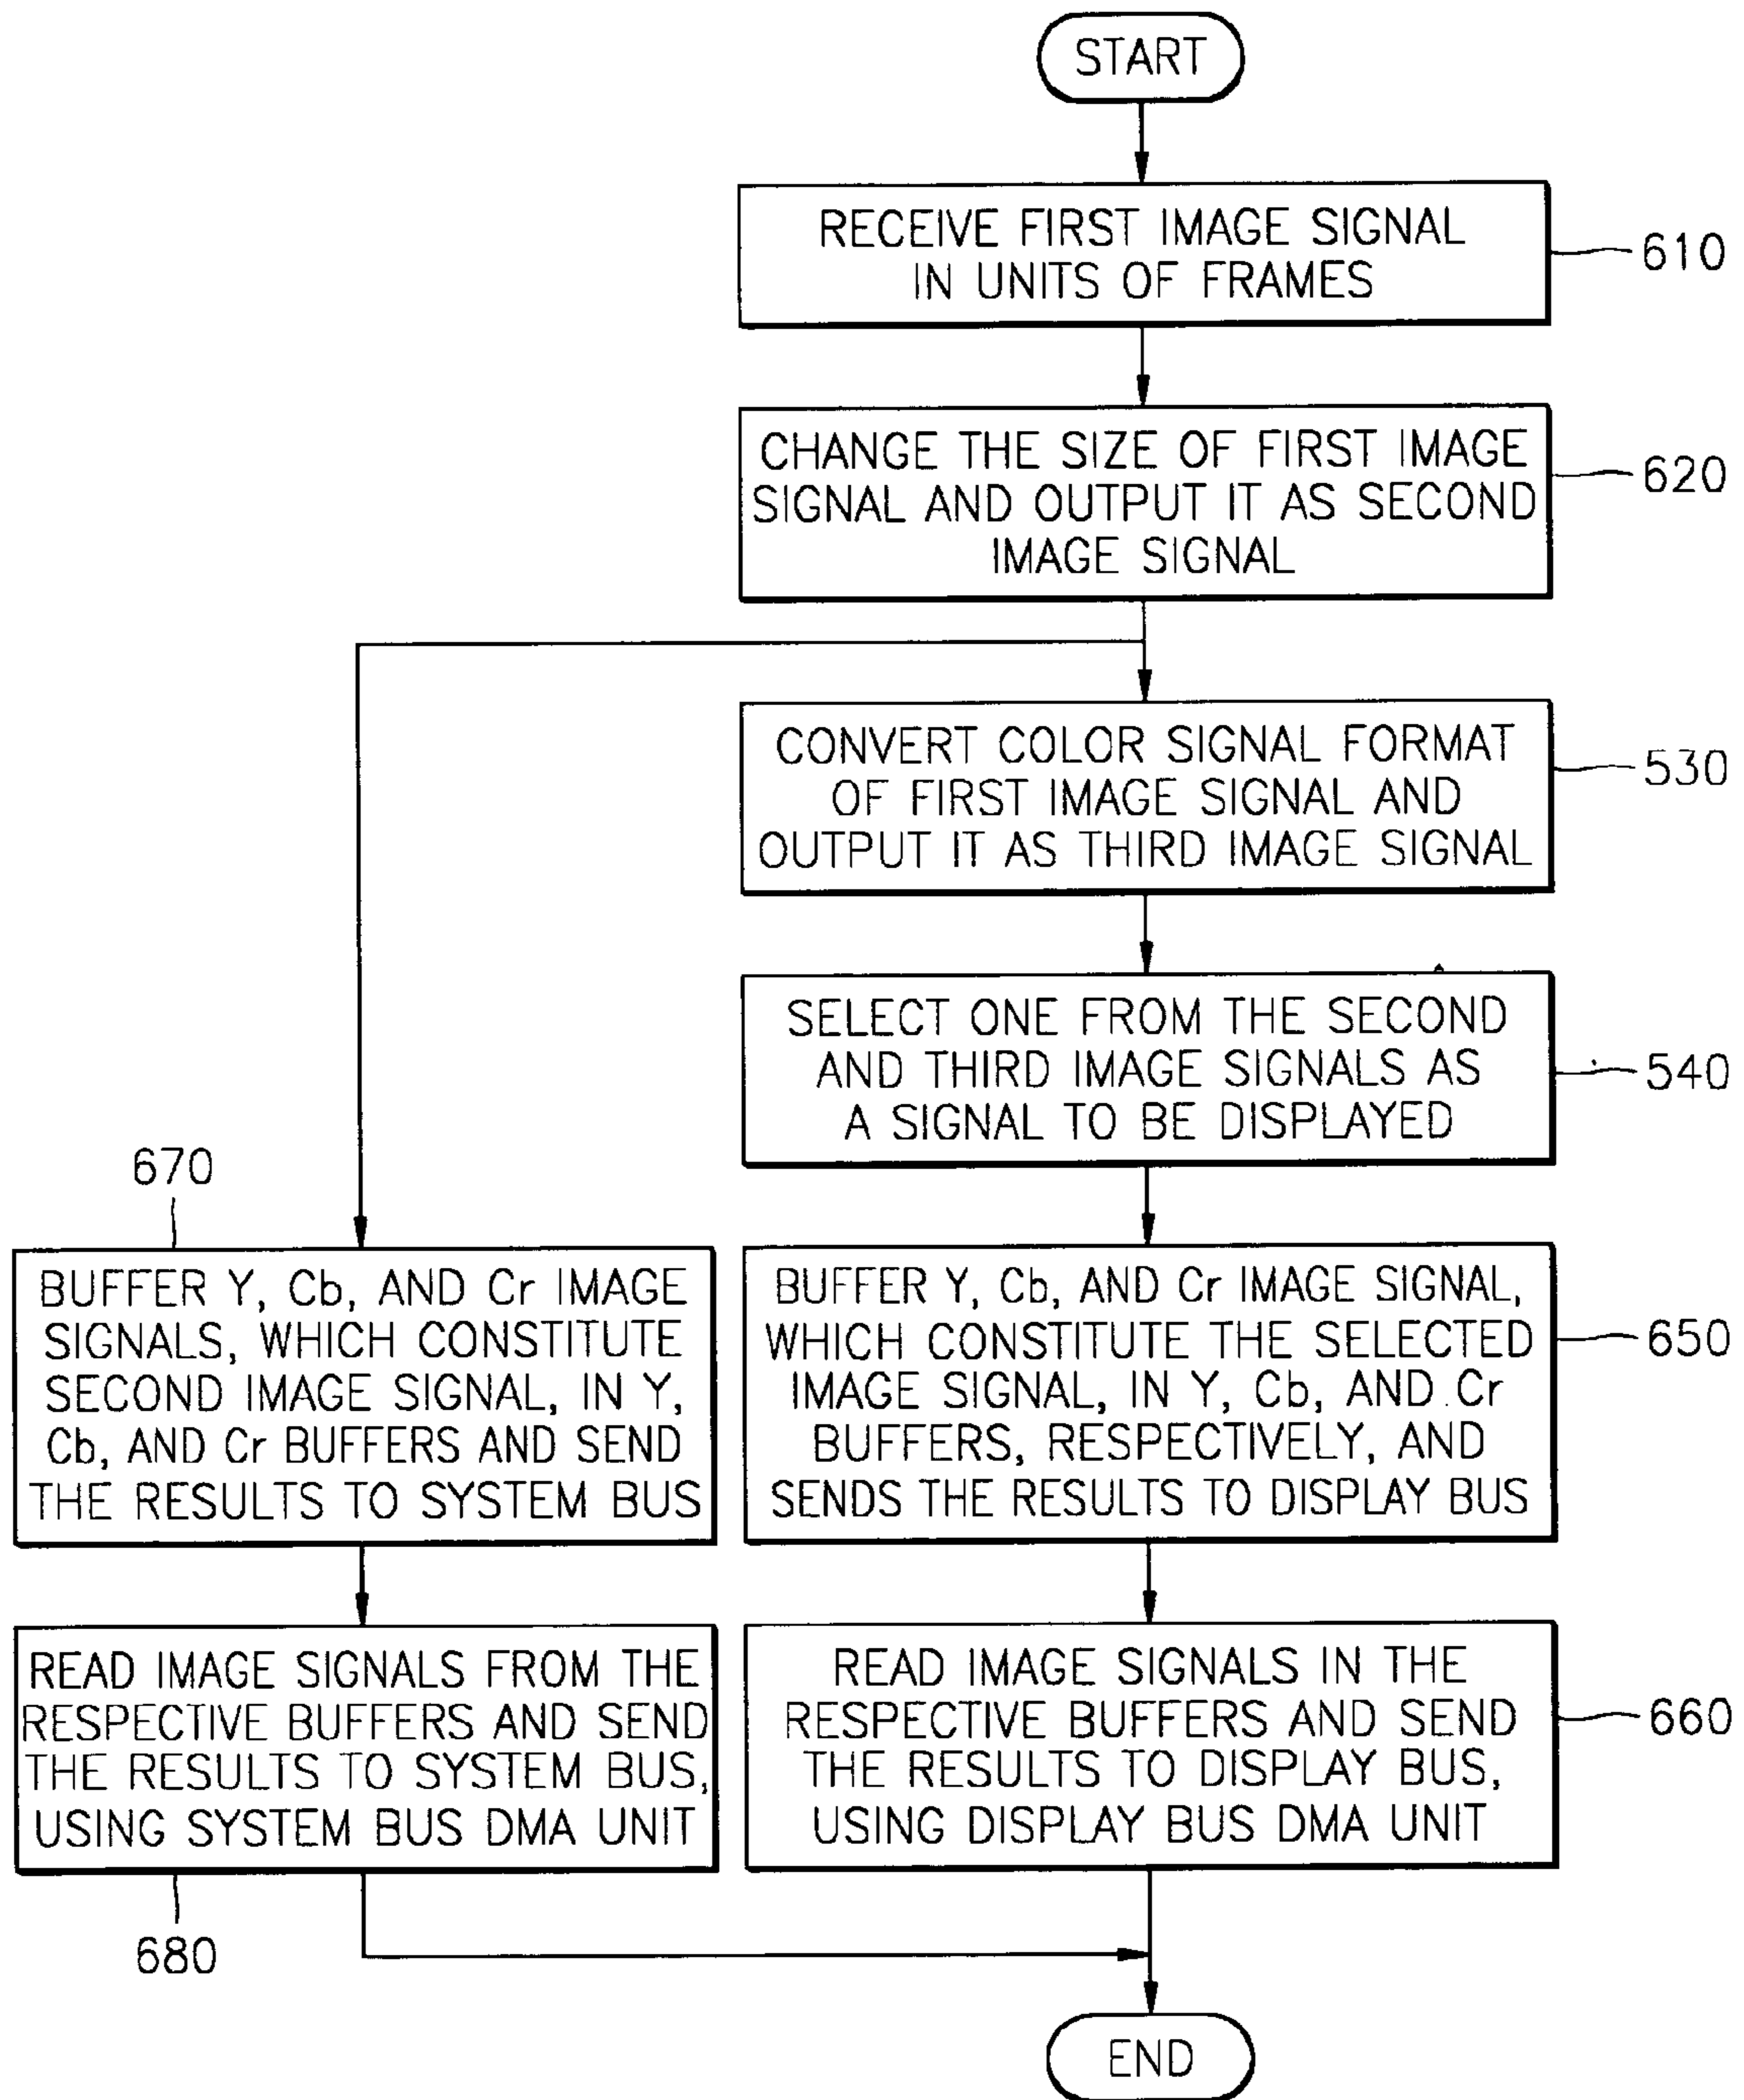 START
RECEIVE FIRST IMAGE SIGNAL
IN UNITS OF FRAMES
610
CHANGE THE SIZE OF FIRST IMAGE
SIGNAL AND OUTPUT IT AS SECOND
IMAGE SIGNAL
620
CONVERT COLOR SIGNAL FORMAT
OF FIRST IMAGE SIGNAL AND
OUTPUT IT AS THIRD IMAGE SIGNAL
530
SELECT ONE FROM THE SECOND
AND THIRD IMAGE SIGNALS AS
A SIGNAL TO BE DISPLAYED
540
670
BUFFER Y, Cb, AND Cr IMAGE
SIGNALS, WHICH CONSTITUTE
SECOND IMAGE SIGNAL, IN Y,
Cb, AND Cr BUFFERS AND SEND
THE RESULTS TO SYSTEM BUS
BUFFER Y, Cb, AND Cr IMAGE SIGNAL,
WHICH CONSTITUTE THE SELECTED
IMAGE SIGNAL, IN Y, Cb, AND Cr
BUFFERS, RESPECTIVELY, AND
SENDS THE RESULTS TO DISPLAY BUS
650
READ IMAGE SIGNALS FROM THE
RESPECTIVE BUFFERS AND SEND
THE RESULTS TO SYSTEM BUS,
USING SYSTEM BUS DMA UNIT
680
READ IMAGE SIGNALS IN THE
RESPECTIVE BUFFERS AND SEND
THE RESULTS TO DISPLAY BUS,
USING DISPLAY BUS DMA UNIT
660
END